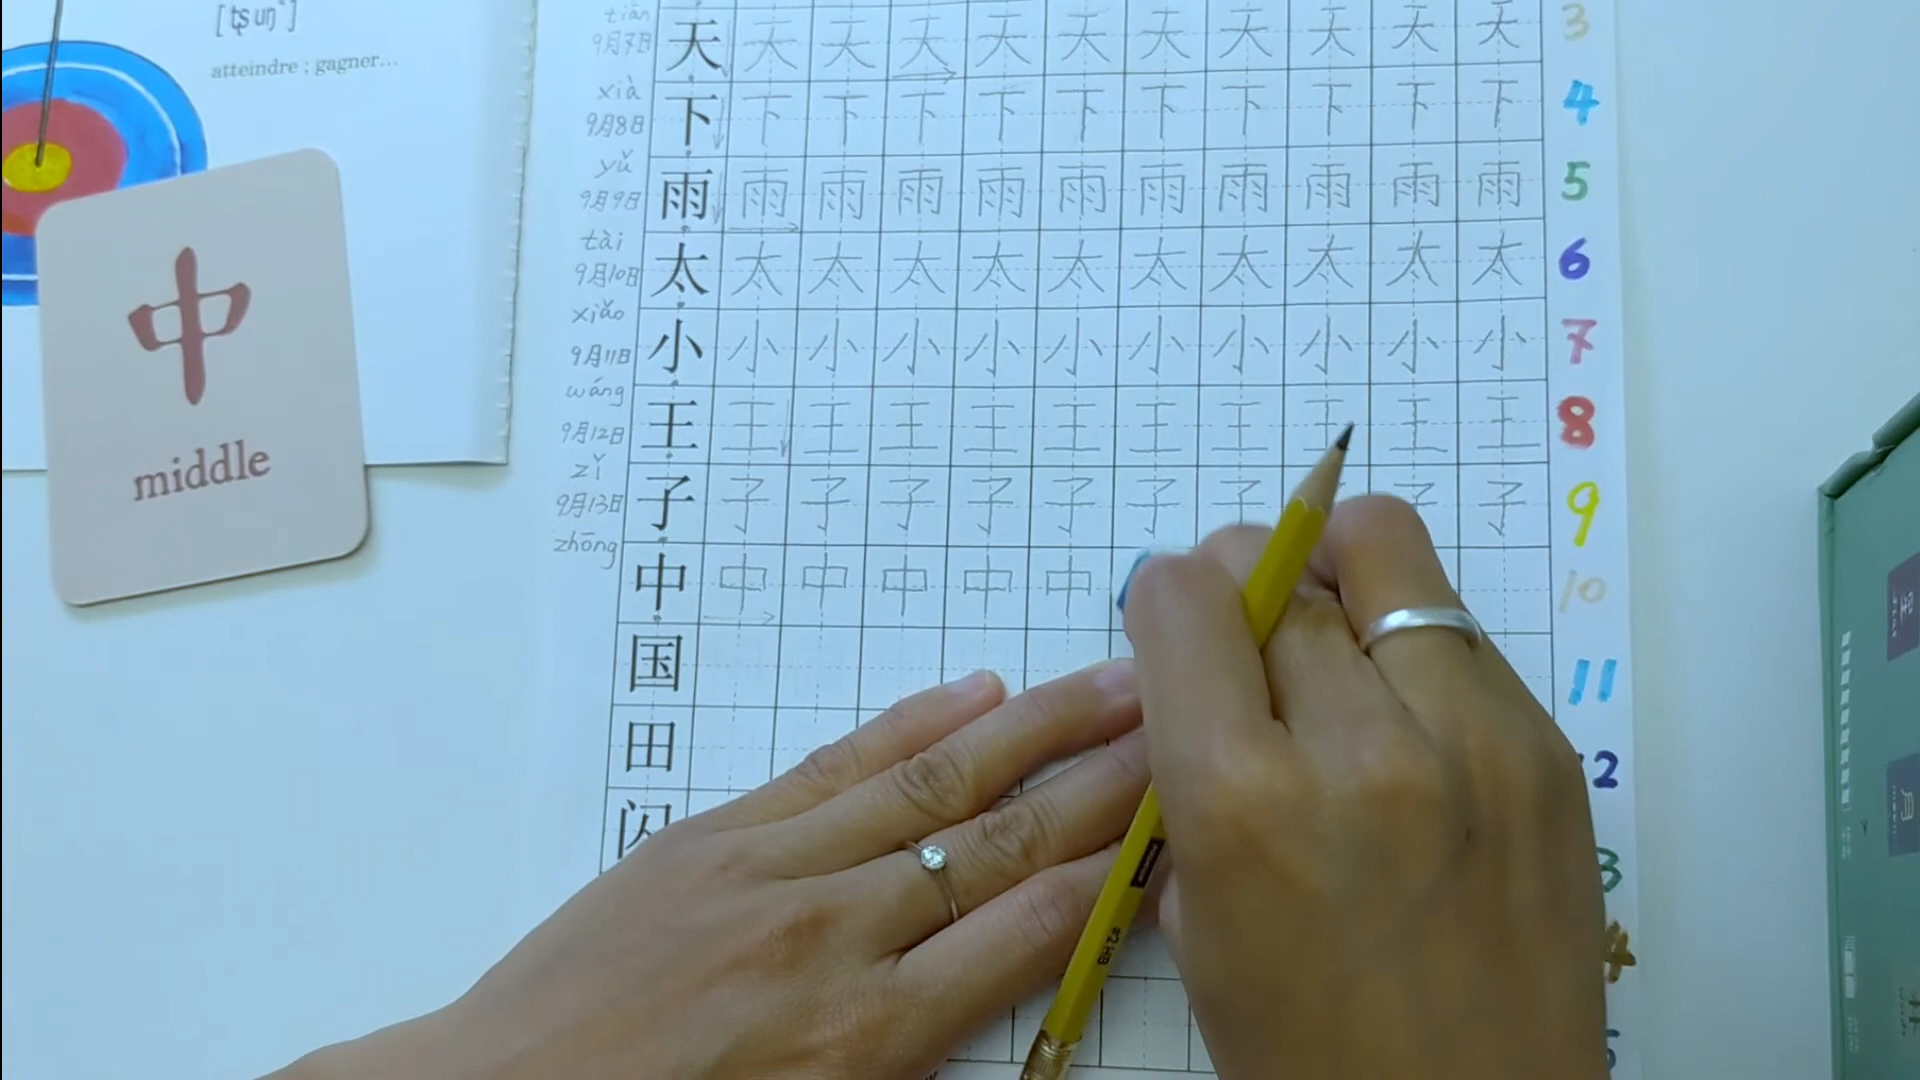 [tʂuŋ]
atteindre ; gagner...
中
middle
tiān
9月7日 天 天 天 天 天 天 天 天 天 天 天 3
xià
9月8日 下 下 下 下 下 下 下 下 下 下 下 4
yǔ
9月9日 雨 雨 雨 雨 雨 雨 雨 雨 雨 雨 雨 5
tài
9月10日 太 太 太 太 太 太 太 太 太 太 太 6
xiǎo
9月11日 小 小 小 小 小 小 小 小 小 小 小 7
wáng
9月12日 王 王 王 王 王 王 王 王 王 王 王 8
zǐ
9月13日 子 子 子 子 子 子 子 子 子 子 9
zhōng
中 中 中 中 中 中 10
国 11
田 2
闪 3
#2 HB